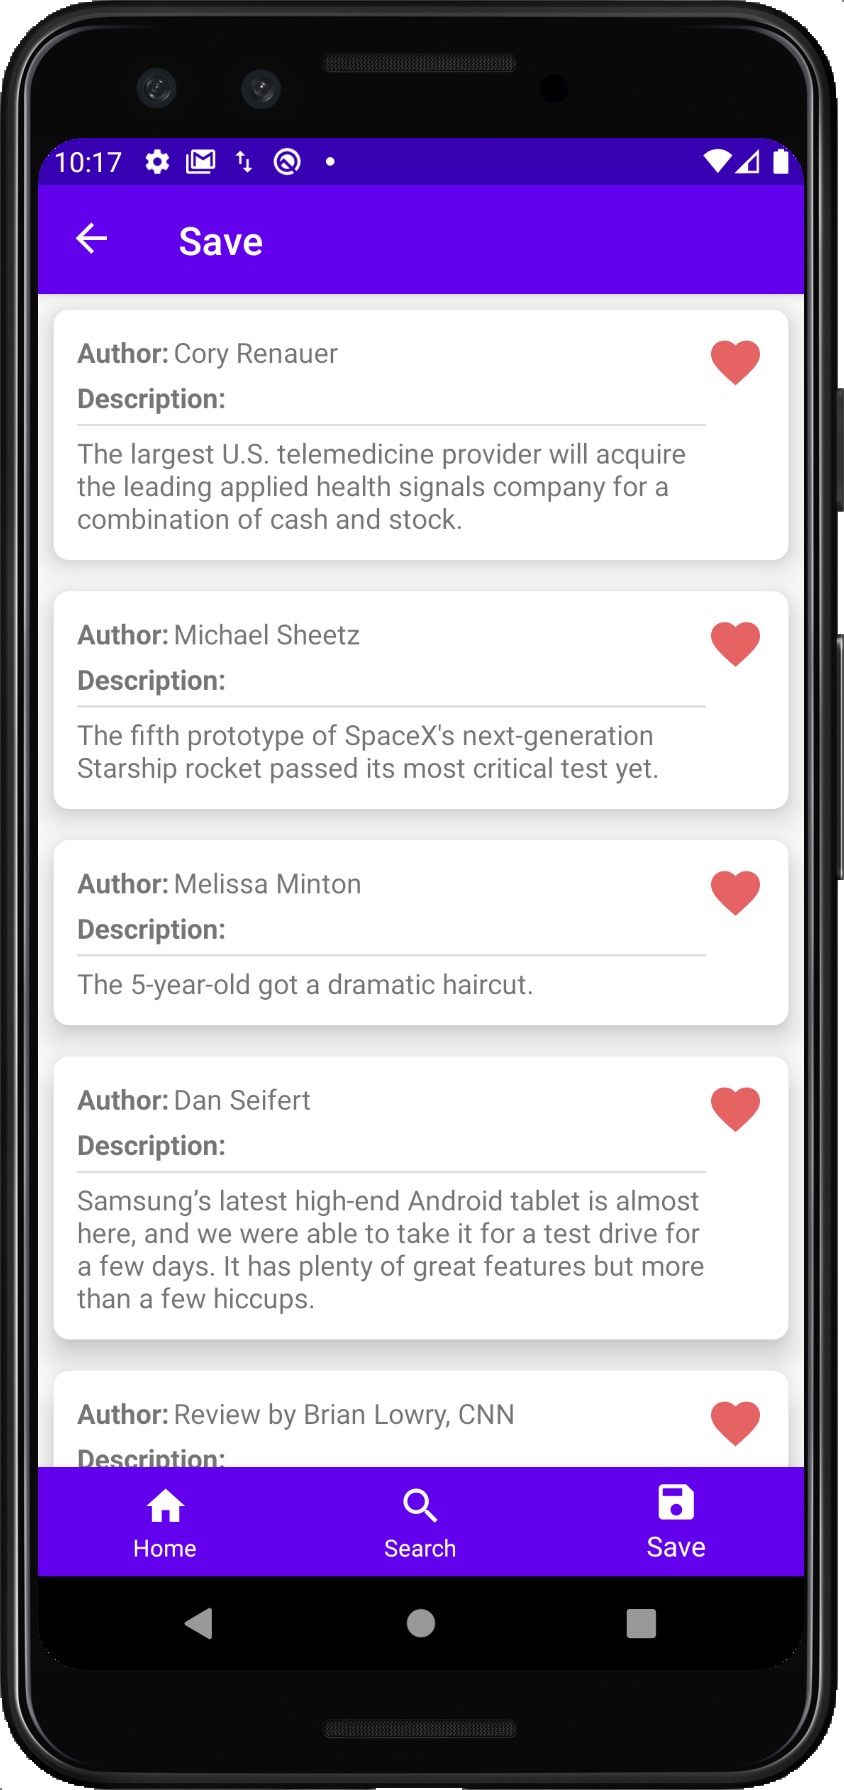 10:17
Save
Author: Cory Renauer
Description:
The largest U.S. telemedicine provider will acquire
the leading applied health signals company for a
combination of cash and stock.
Author: Michael Sheetz
Description:
The fifth prototype of SpaceX's next-generation
Starship rocket passed its most critical test yet.
Author: Melissa Minton
Description:
The 5-year-old got a dramatic haircut.
Author: Dan Seifert
Description:
Samsung’s latest high-end Android tablet is almost
here, and we were able to take it for a test drive for
a few days. It has plenty of great features but more
than a few hiccups.
Author: Review by Brian Lowry, CNN
Description:
Home
Search
Save